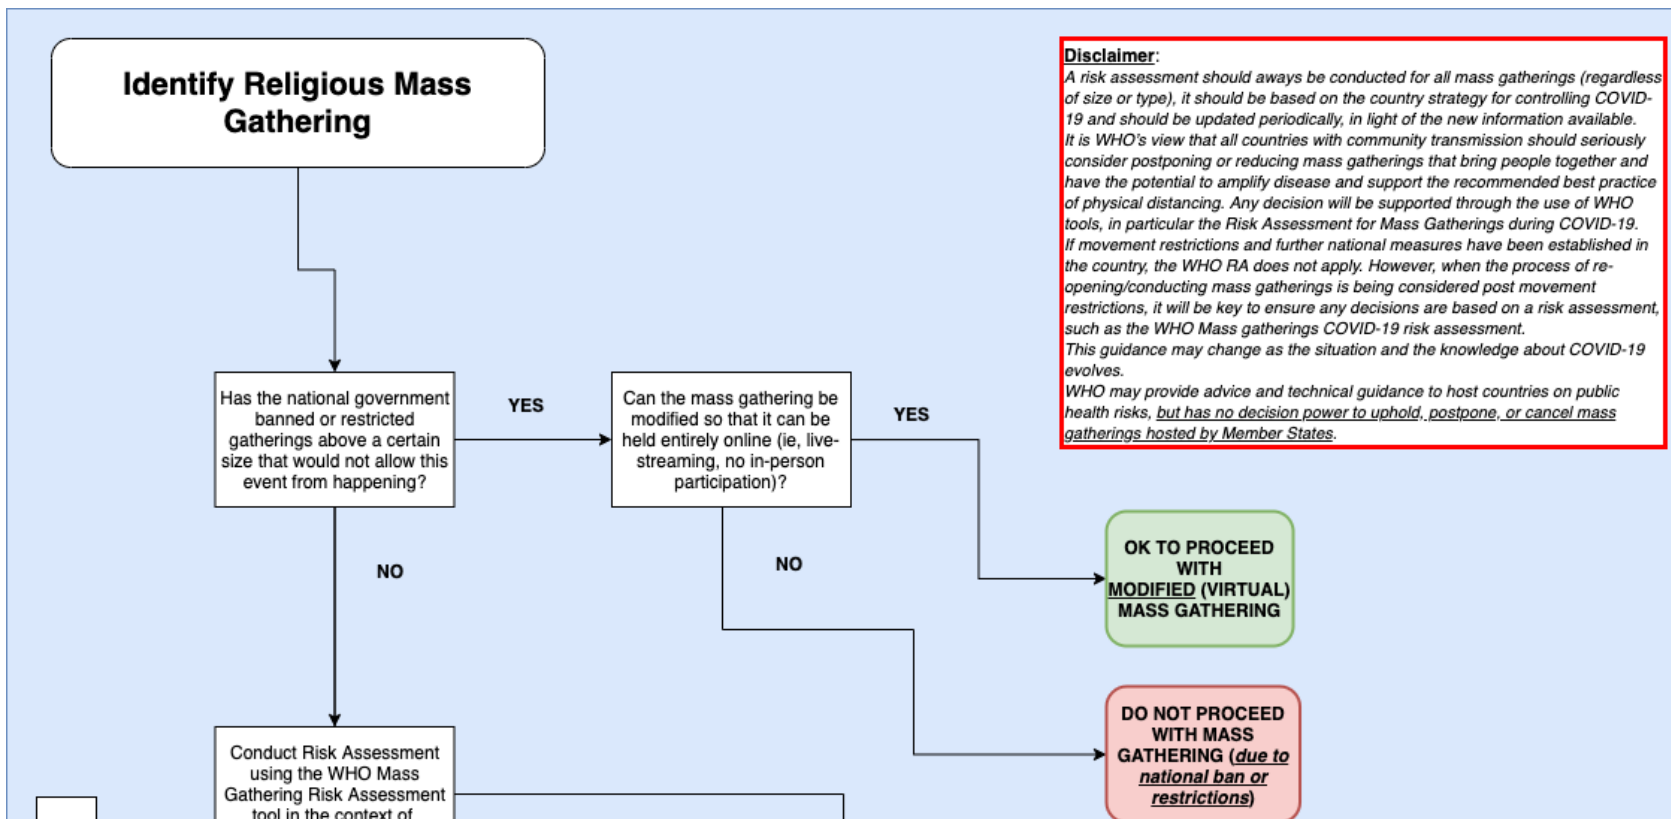 Identify Religious Mass
Gathering
Disclaimer:
A risk assessment should aways be conducted for all mass gatherings (regardless
of size or type), it should be based on the country strategy for controlling COVID-
19 and should be updated periodically, in light of the new information available.
It is WHO's view that all countries with community transmission should seriously
consider postponing or reducing mass gatherings that bring people together and
have the potential to amplify disease and support the recommended best practice
of physical distancing. Any decision will be supported through the use of WHO
tools, in particular the Risk Assessment for Mass Gatherings during COVID-19.
If movement restrictions and further national measures have been established in
the country, the WHO RA does not apply. However, when the process of re-
opening/conducting mass gatherings is being considered post movement
restrictions, it will be key to ensure any decisions are based on a risk assessment,
such as the WHO Mass gatherings COVID-19 risk assessment.
This guidance may change as the situation and the knowledge about COVID-19
evolves.
WHO may provide advice and technical guidance to host countries on public
health risks, but has no decision power to uphold, postpone, or cancel mass
gatherings hosted by Member States.
Has the national government
banned or restricted
gatherings above a certain
size that would not allow this
event from happening?
YES
Can the mass gathering be
modified so that it can be
held entirely online (ie, live-
streaming, no in-person
participation)?
YES
OK TO PROCEED
WITH
MODIFIED (VIRTUAL)
MASS GATHERING
NO
NO
DO NOT PROCEED
WITH MASS
GATHERING (due to
national ban or
restrictions)
Conduct Risk Assessment
using the WHO Mass
Gathering Risk Assessment
tool in the context of